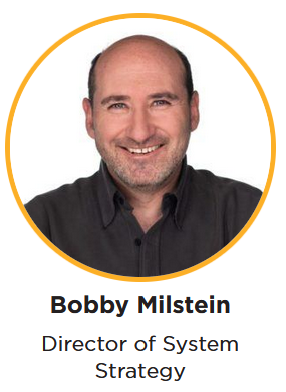 Bobby Milstein
Director of System
Strategy